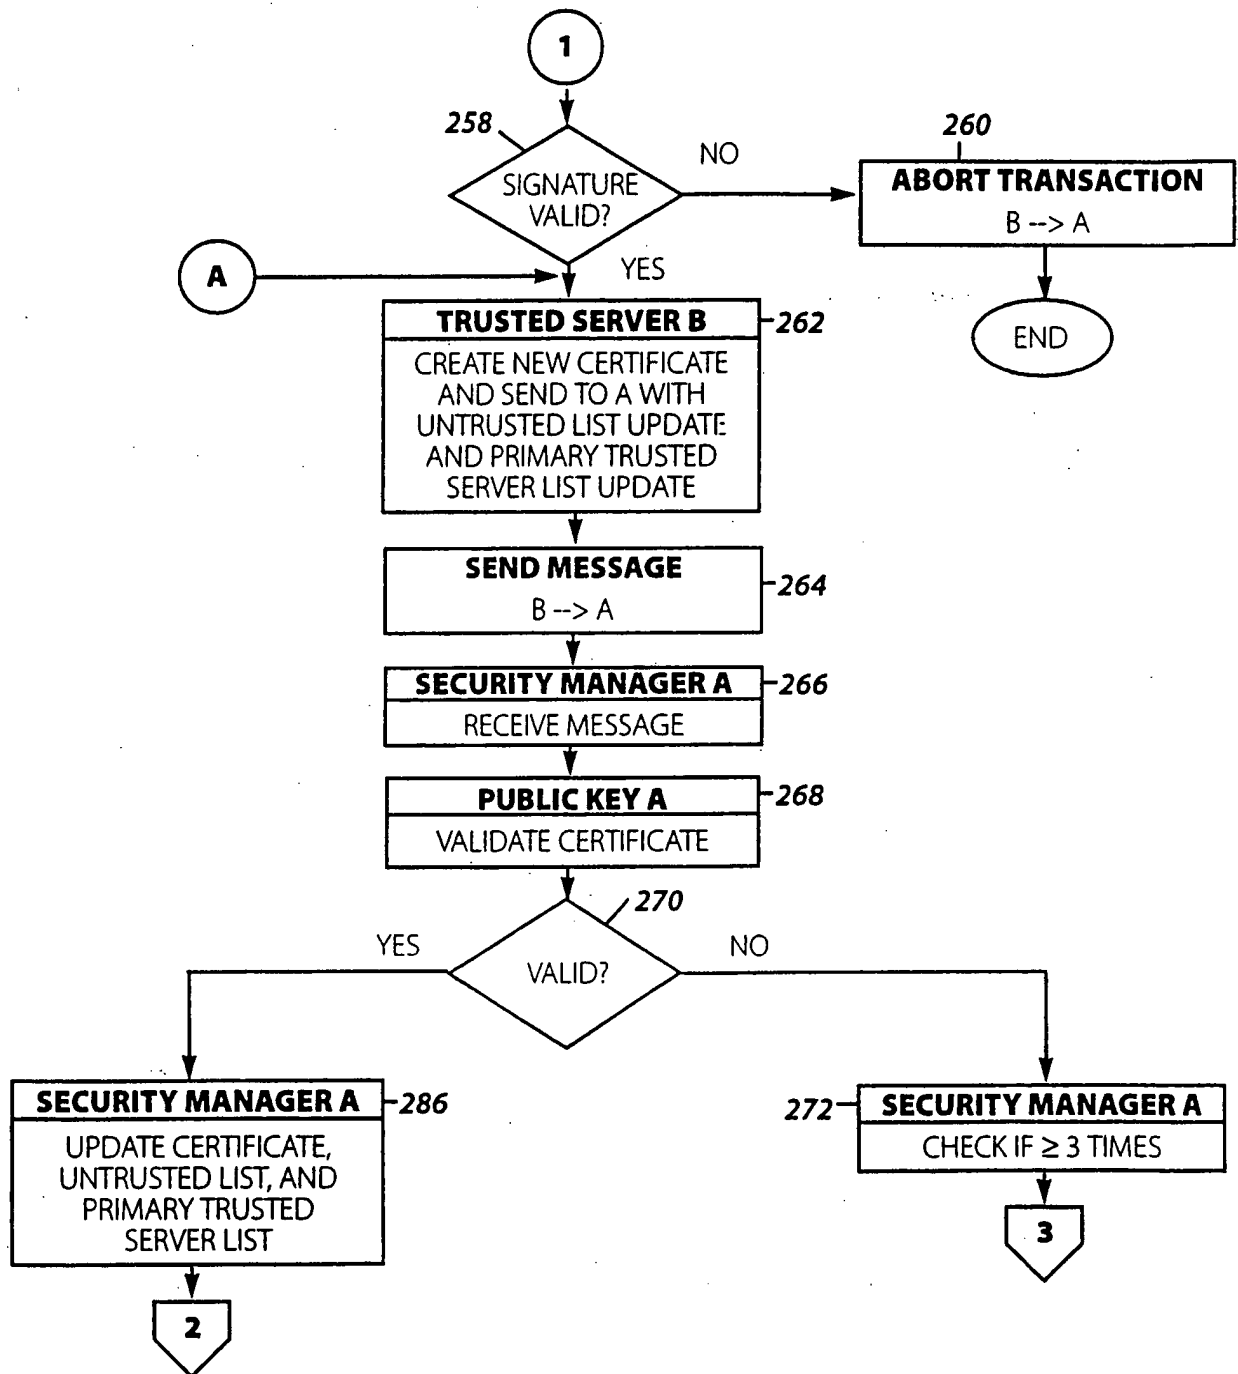 1
258
SIGNATURE
VALID?
NO
260
ABORT TRANSACTION
B --> A
END
A
YES
TRUSTED SERVER B
262
CREATE NEW CERTIFICATE
AND SEND TO A WITH
UNTRUSTED LIST UPDATE
AND PRIMARY TRUSTED
SERVER LIST UPDATE
SEND MESSAGE
264
B --> A
SECURITY MANAGER A
266
RECEIVE MESSAGE
PUBLIC KEY A
268
VALIDATE CERTIFICATE
270
VALID?
YES
NO
SECURITY MANAGER A
286
UPDATE CERTIFICATE,
UNTRUSTED LIST, AND
PRIMARY TRUSTED
SERVER LIST
2
272
SECURITY MANAGER A
CHECK IF ≥ 3 TIMES
3